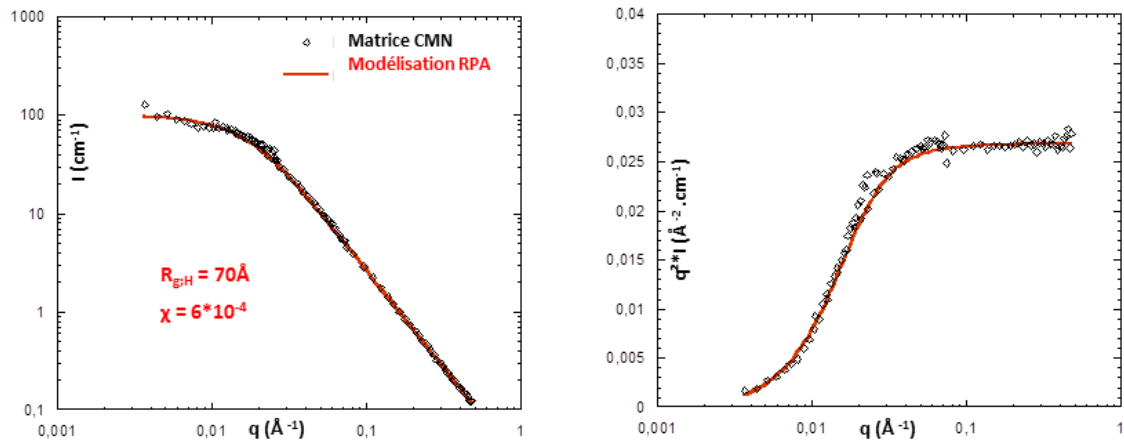 1000
100
10
1
0,1
I (cm⁻¹)
Matrice CMN
Modélisation RPA
R_g;H = 70Å
χ = 6*10⁻⁴
0,001
0,01
0,1
1
q (Å⁻¹)
0,04
0,035
0,03
0,025
0,02
0,015
0,01
0,005
0
q²*I (Å⁻².cm⁻¹)
0,001
0,01
0,1
1
q (Å⁻¹)